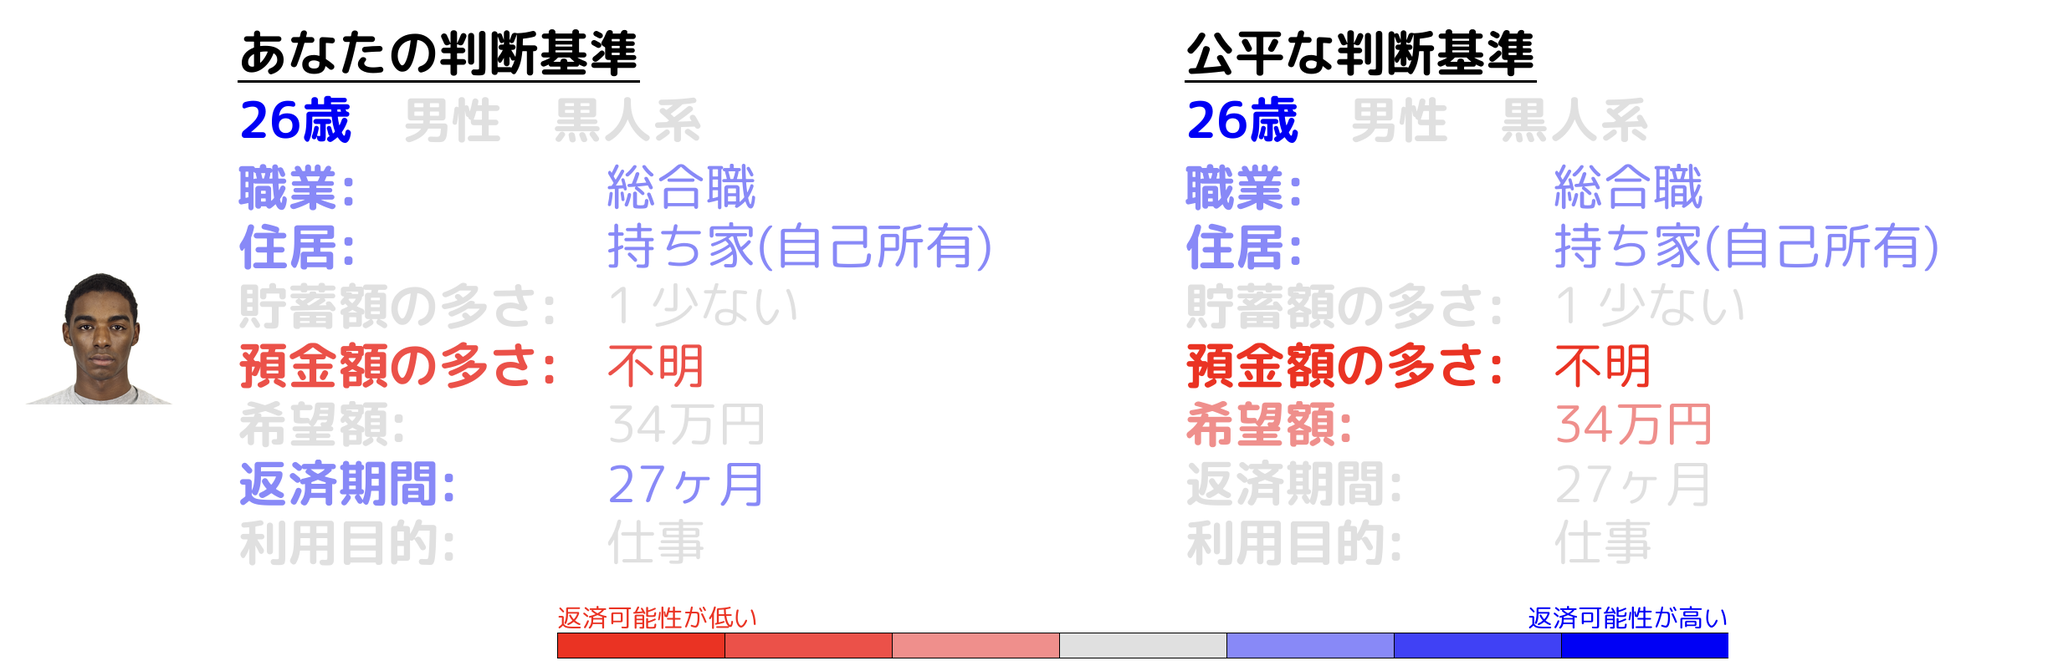 あなたの判断基準
26歳 男性 黒人系
職業: 総合職
住居: 持ち家(自己所有)
貯蓄額の多さ: 1 少ない
預金額の多さ: 不明
希望額: 34万円
返済期間: 27ヶ月
利用目的: 仕事
公平な判断基準
26歳 男性 黒人系
職業: 総合職
住居: 持ち家(自己所有)
貯蓄額の多さ: 1 少ない
預金額の多さ: 不明
希望額: 34万円
返済期間: 27ヶ月
利用目的: 仕事
返済可能性が低い
返済可能性が高い